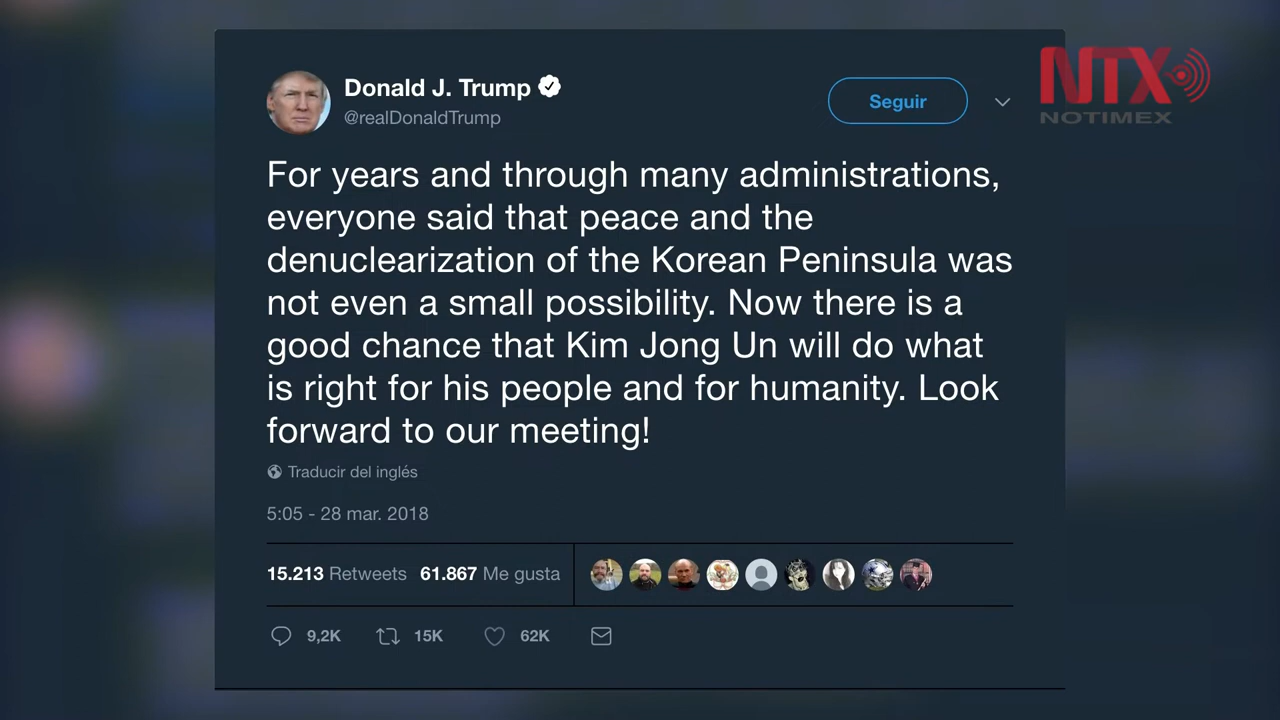 Donald J. Trump
@realDonaldTrump
Seguir
NTX
NOTIMEX
For years and through many administrations,
everyone said that peace and the
denuclearization of the Korean Peninsula was
not even a small possibility. Now there is a
good chance that Kim Jong Un will do what
is right for his people and for humanity. Look
forward to our meeting!
Traducir del inglés
5:05 - 28 mar. 2018
15.213 Retweets 61.867 Me gusta
9,2K 15K 62K